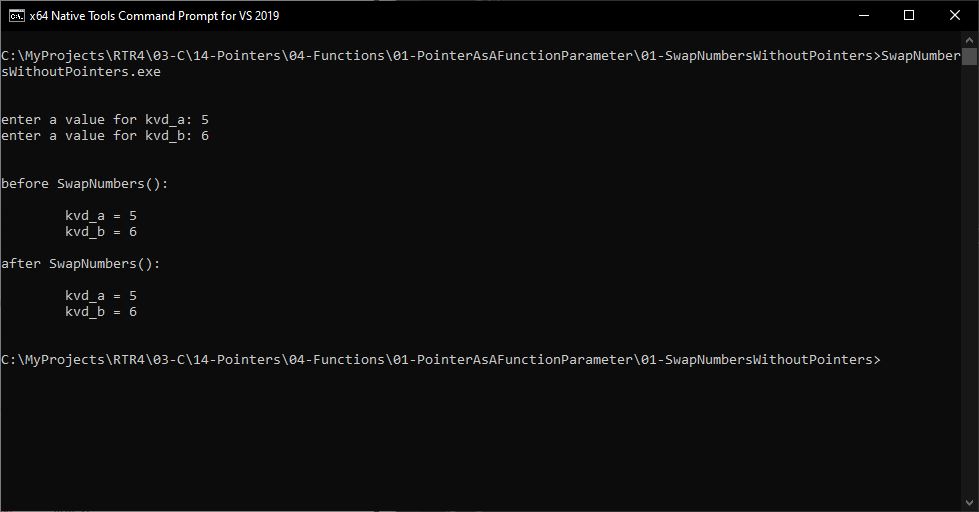 x64 Native Tools Command Prompt for VS 2019
C:\MyProjects\RTR4\03-C\14-Pointers\04-Functions\01-PointerAsAFunctionParameter\01-SwapNumbersWithoutPointers>SwapNumber
sWithoutPointers.exe
enter a value for kvd_a: 5
enter a value for kvd_b: 6
before SwapNumbers():
kvd_a = 5
kvd_b = 6
after SwapNumbers():
kvd_a = 5
kvd_b = 6
C:\MyProjects\RTR4\03-C\14-Pointers\04-Functions\01-PointerAsAFunctionParameter\01-SwapNumbersWithoutPointers>